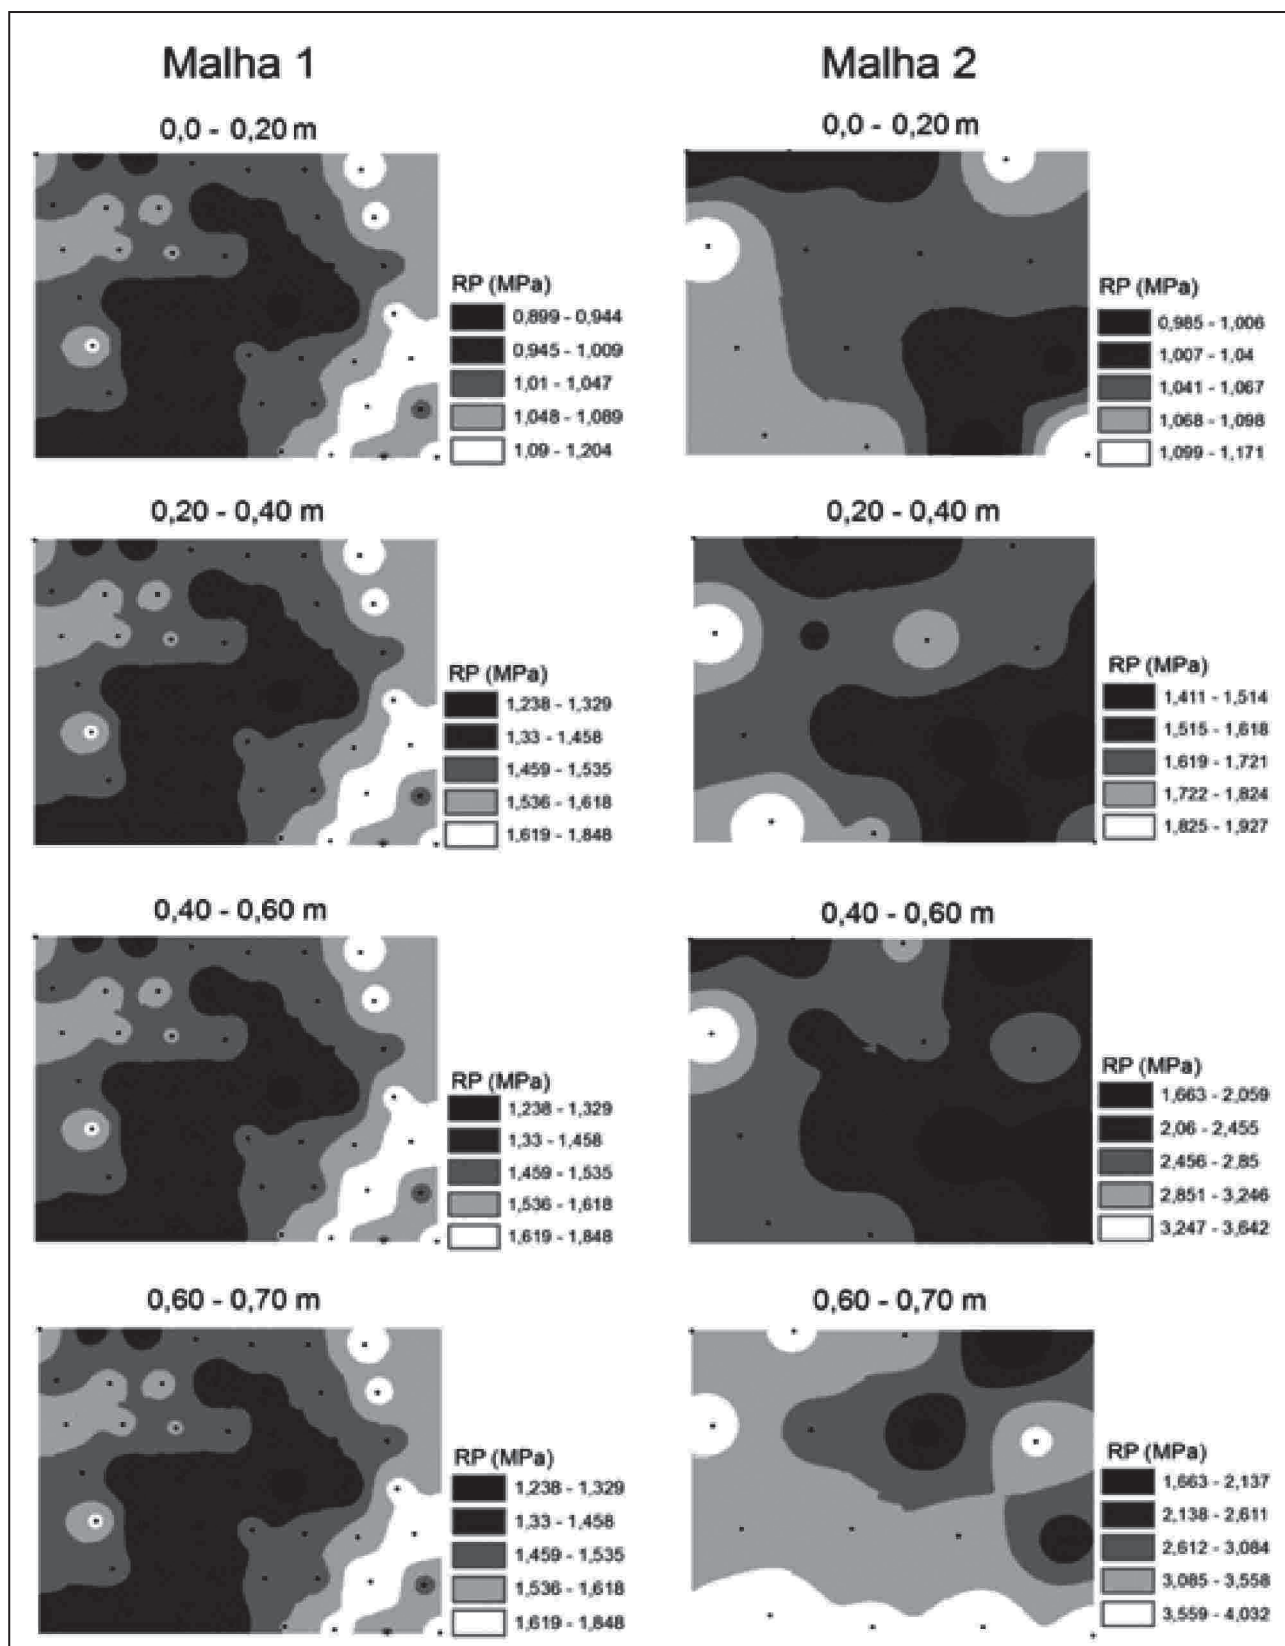 Malha 1
Malha 2
0,0 - 0,20 m
0,0 - 0,20 m
RP (MPa)
0,899 - 0,944
0,945 - 1,009
1,01 - 1,047
1,048 - 1,089
1,09 - 1,204
RP (MPa)
0,985 - 1,006
1,007 - 1,04
1,041 - 1,067
1,068 - 1,098
1,099 - 1,171
0,20 - 0,40 m
0,20 - 0,40 m
RP (MPa)
1,238 - 1,329
1,33 - 1,458
1,459 - 1,535
1,536 - 1,618
1,619 - 1,848
RP (MPa)
1,411 - 1,514
1,515 - 1,618
1,619 - 1,721
1,722 - 1,824
1,825 - 1,927
0,40 - 0,60 m
0,40 - 0,60 m
RP (MPa)
1,238 - 1,329
1,33 - 1,458
1,459 - 1,535
1,536 - 1,618
1,619 - 1,848
RP (MPa)
1,663 - 2,059
2,06 - 2,455
2,456 - 2,85
2,851 - 3,246
3,247 - 3,642
0,60 - 0,70 m
0,60 - 0,70 m
RP (MPa)
1,238 - 1,329
1,33 - 1,458
1,459 - 1,535
1,536 - 1,618
1,619 - 1,848
RP (MPa)
1,663 - 2,137
2,138 - 2,611
2,612 - 3,084
3,085 - 3,558
3,559 - 4,032